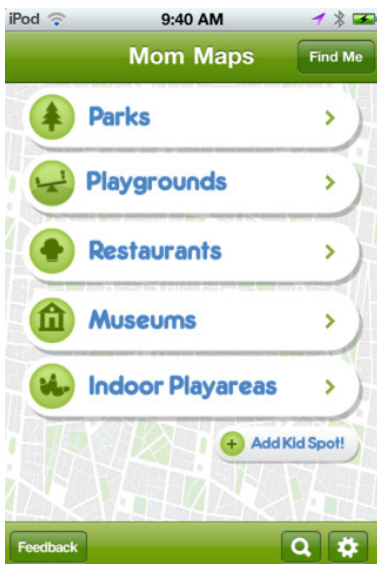 iPod 9:40 AM
Mom Maps Find Me
Parks
Playgrounds
Restaurants
Museums
Indoor Playareas
Add Kid Spot!
Feedback